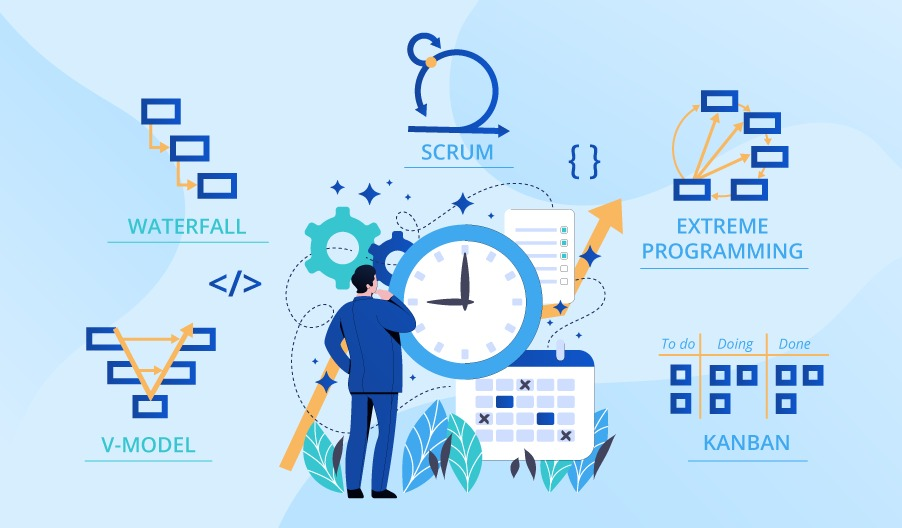 SCRUM
{ }
WATERFALL
EXTREME
PROGRAMMING
</>
To do Doing Done
V-MODEL
KANBAN